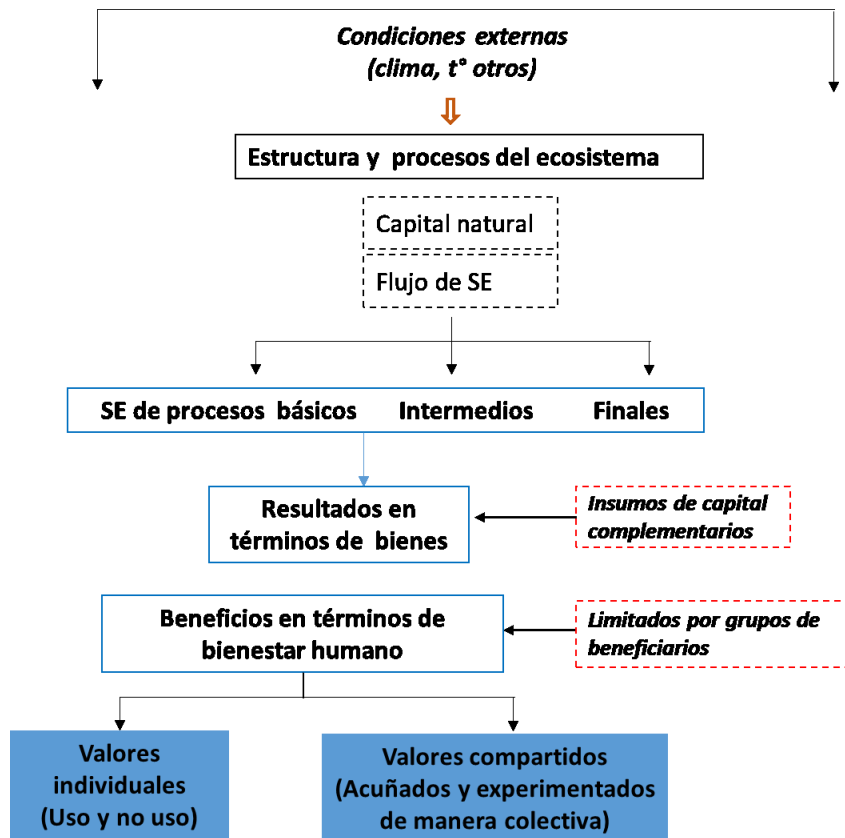 Condiciones externas
(clima, t° otros)
Estructura y procesos del ecosistema
Capital natural
Flujo de SE
SE de procesos básicos Intermedios Finales
Resultados en
términos de bienes
Insumos de capital
complementarios
Beneficios en términos de
bienestar humano
Limitados por grupos de
beneficiarios
Valores
individuales
(Uso y no uso)
Valores compartidos
(Acuñados y experimentados
de manera colectiva)